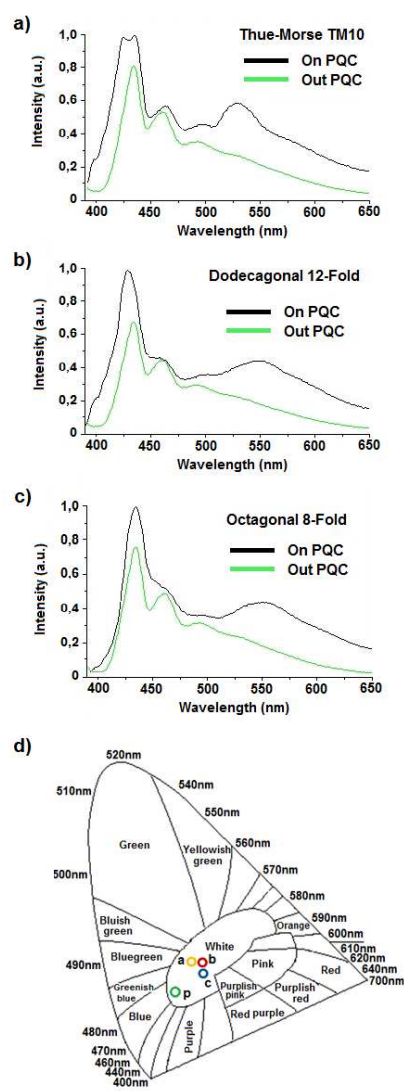 a)
Thue-Morse TM10
On PQC
Out PQC
Intensity (a.u.)
1,0
0,8
0,6
0,4
0,2
0
400 450 500 550 600 650
Wavelength (nm)
b)
Dodecagonal 12-Fold
On PQC
Out PQC
Intensity (a.u.)
1,0
0,8
0,6
0,4
0,2
0
400 450 500 550 600 650
Wavelength (nm)
c)
Octagonal 8-Fold
On PQC
Out PQC
Intensity (a.u.)
1,0
0,8
0,6
0,4
0,2
0
400 450 500 550 600 650
Wavelength (nm)
d)
520nm
510nm
540nm
550nm
560nm
570nm
580nm
590nm
600nm
610nm
620nm
640nm
700nm
500nm
490nm
480nm
470nm
460nm
440nm
400nm
Green
Yellowish
green
Bluish
green
Bluegreen
Greenish
blue
Blue
Purple
White
a
b
c
p
Orange
Pink
Red
Purplish
pink
Purplish
red
Red purple